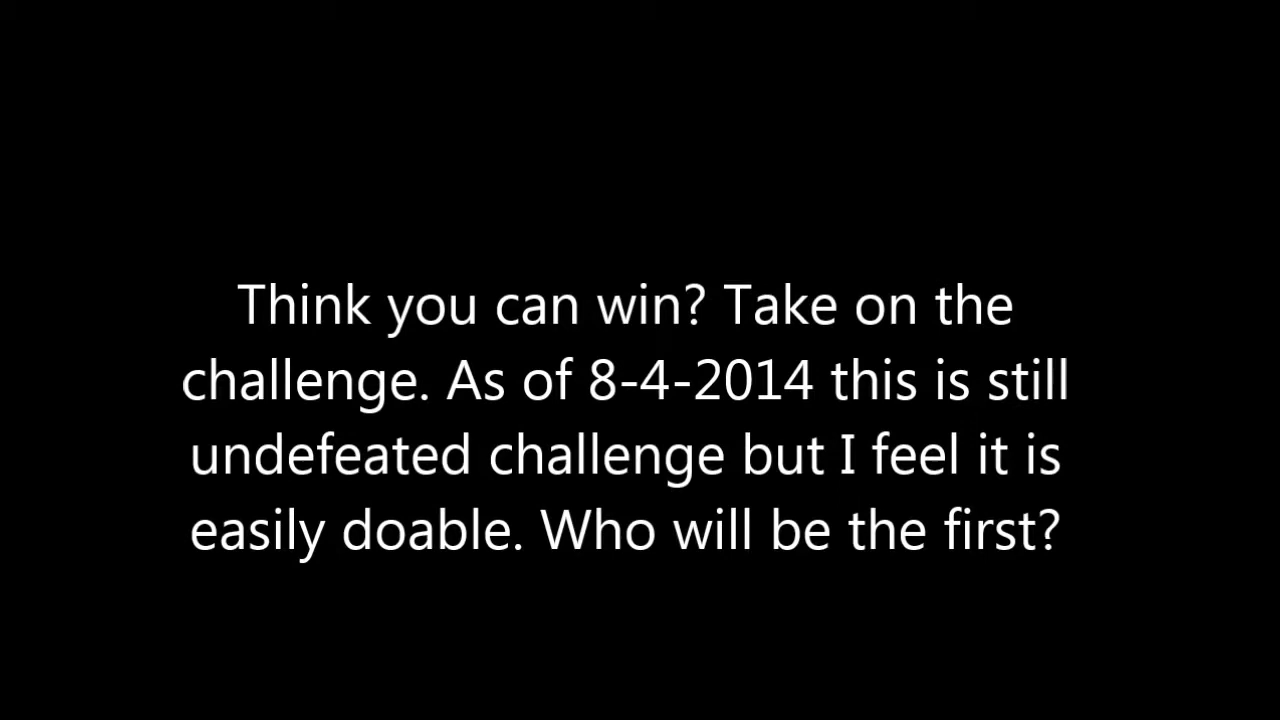 Think you can win? Take on the
challenge. As of 8-4-2014 this is still
undefeated challenge but I feel it is
easily doable. Who will be the first?